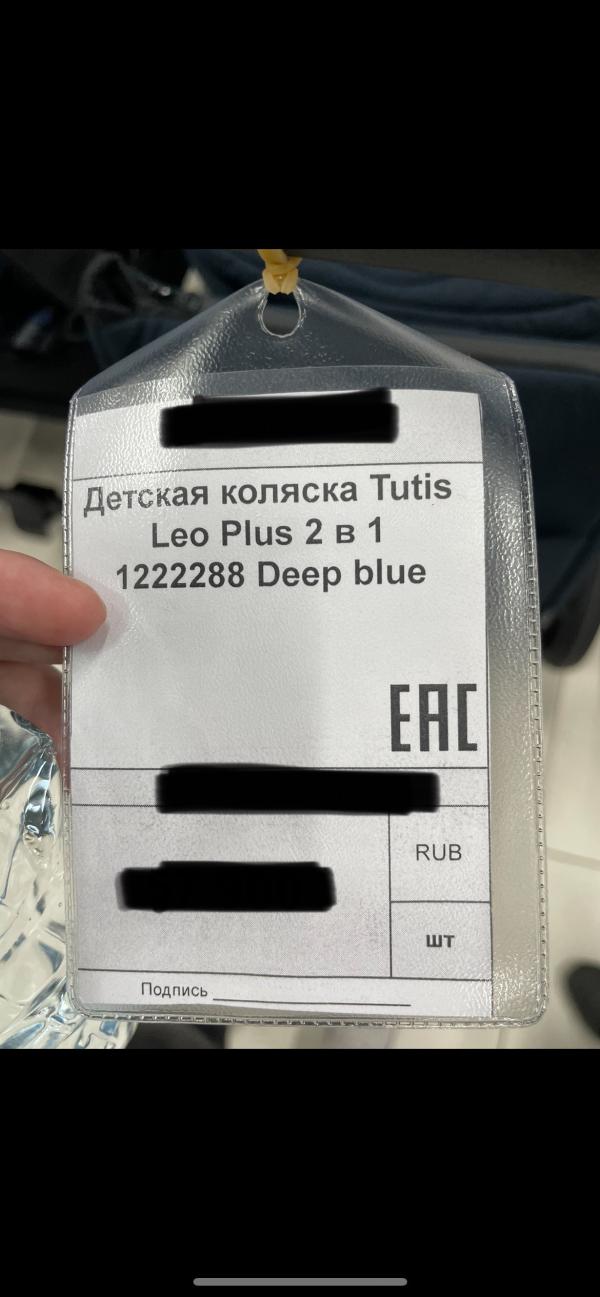 Детская коляска Tutis
Leo Plus 2 в 1
1222288 Deep blue
EAC
RUB
шт
Подпись